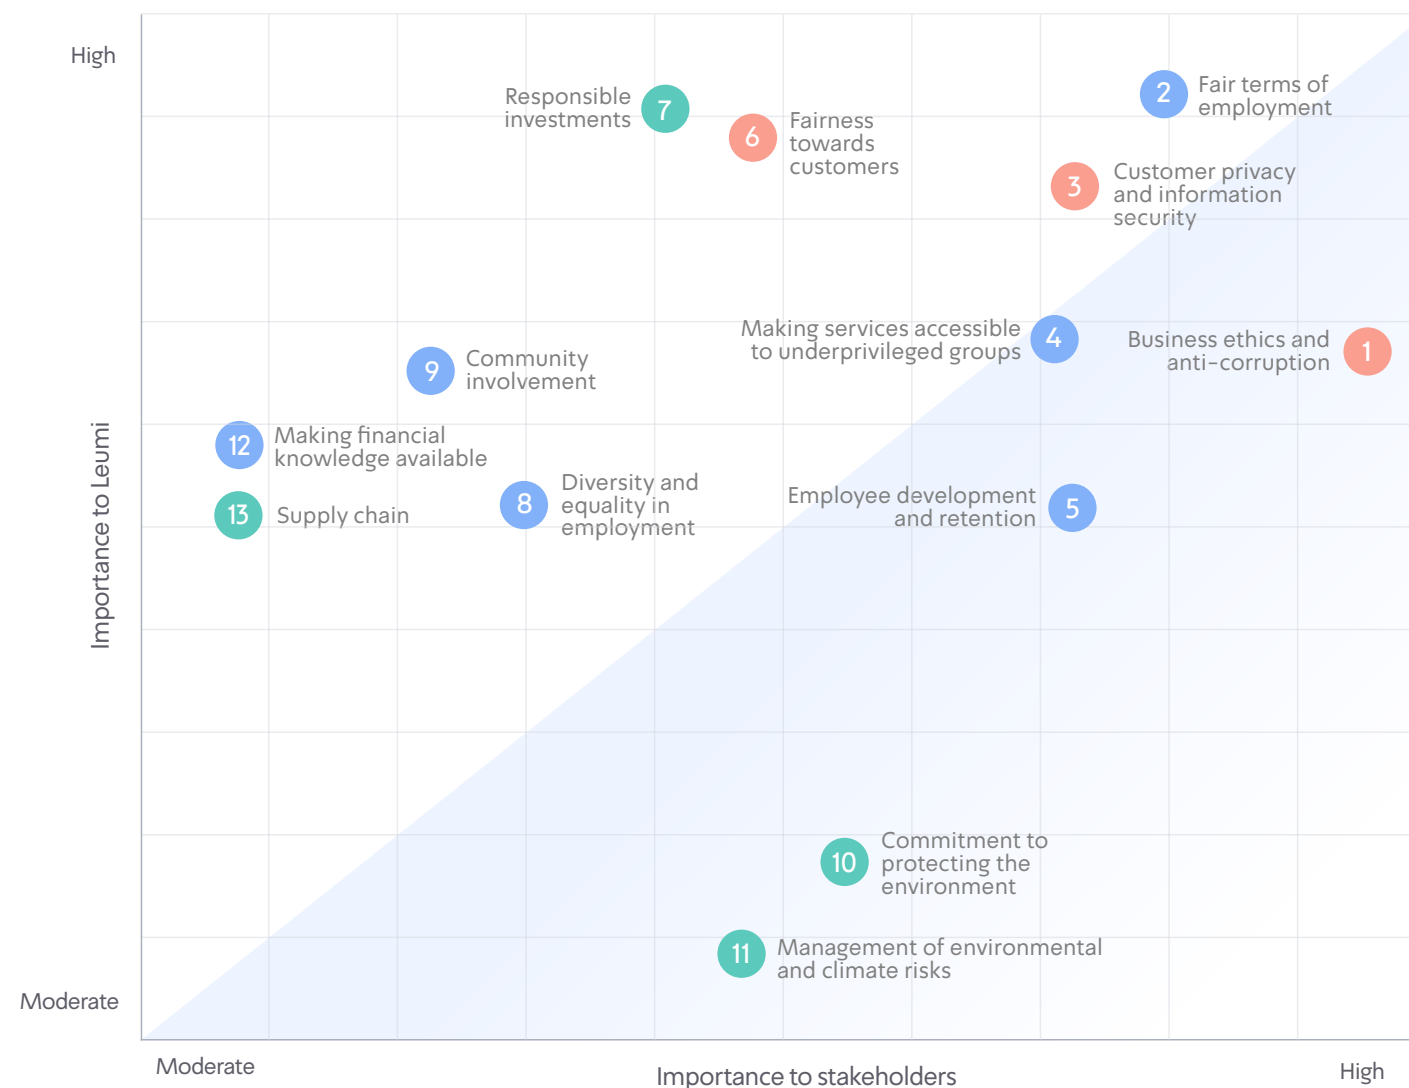 High
2
Fair terms of
employment
Responsible
investments
7
6
Fairness
towards
customers
3
Customer privacy
and information
security
Making services accessible
to underprivileged groups
4
Business ethics and
anti-corruption
1
9
Community
involvement
12
Making financial
knowledge available
13
Supply chain
8
Diversity and
equality in
employment
Employee development
and retention
5
Importance to Leumi
10
Commitment to
protecting the
environment
11
Management of environmental
and climate risks
Moderate
Moderate
Importance to stakeholders
High